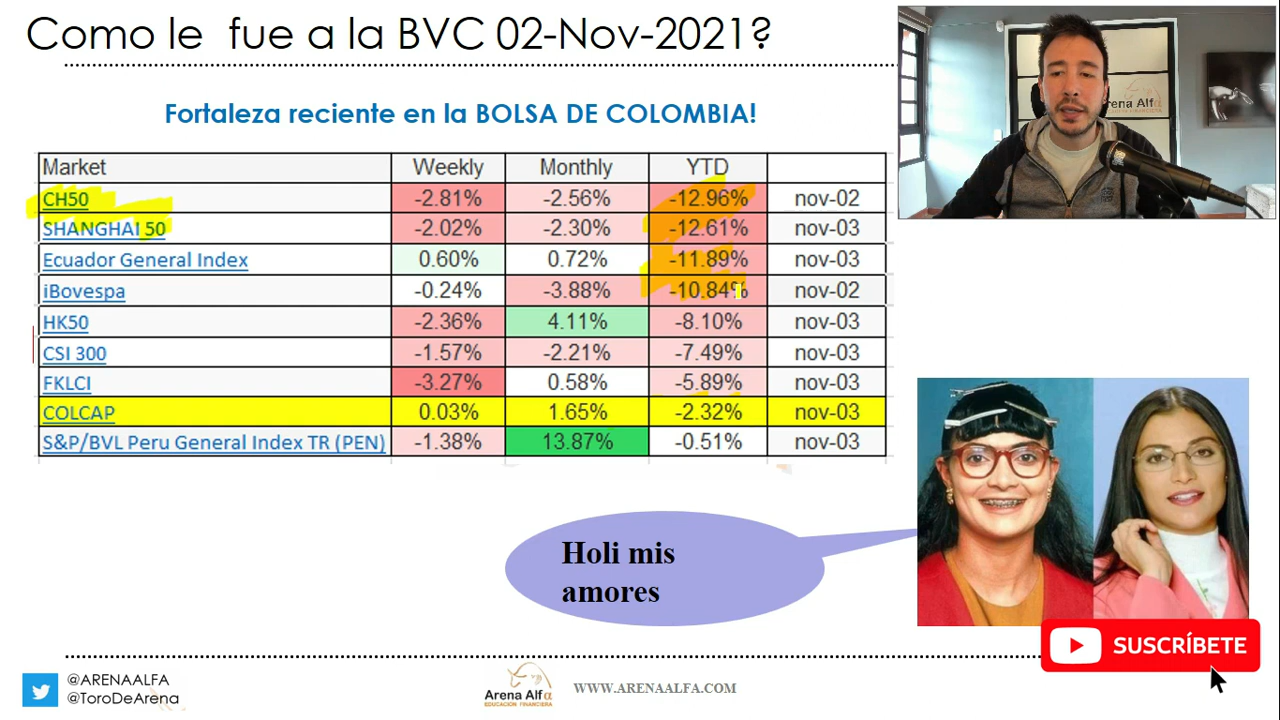 Como le fue a la BVC 02-Nov-2021?
Fortaleza reciente en la BOLSA DE COLOMBIA!
Market Weekly Monthly YTD
CH50 -2.81% -2.56% -12.96% nov-02
SHANGHAI 50 -2.02% -2.30% -12.61% nov-03
Ecuador General Index 0.60% 0.72% -11.89% nov-03
iBovespa -0.24% -3.88% -10.84% nov-02
HK50 -2.36% 4.11% -8.10% nov-03
CSI 300 -1.57% -2.21% -7.49% nov-03
FKLCI -3.27% 0.58% -5.89% nov-03
COLCAP 0.03% 1.65% -2.32% nov-03
S&P/BVL Peru General Index TR (PEN) -1.38% 13.87% -0.51% nov-03
Holi mis
amores
SUSCRÍBETE
@ARENAALFA
@ToroDeArena
Arena Alfα
EDUCACIÓN FINANCIERA
WWW.ARENAALFA.COM